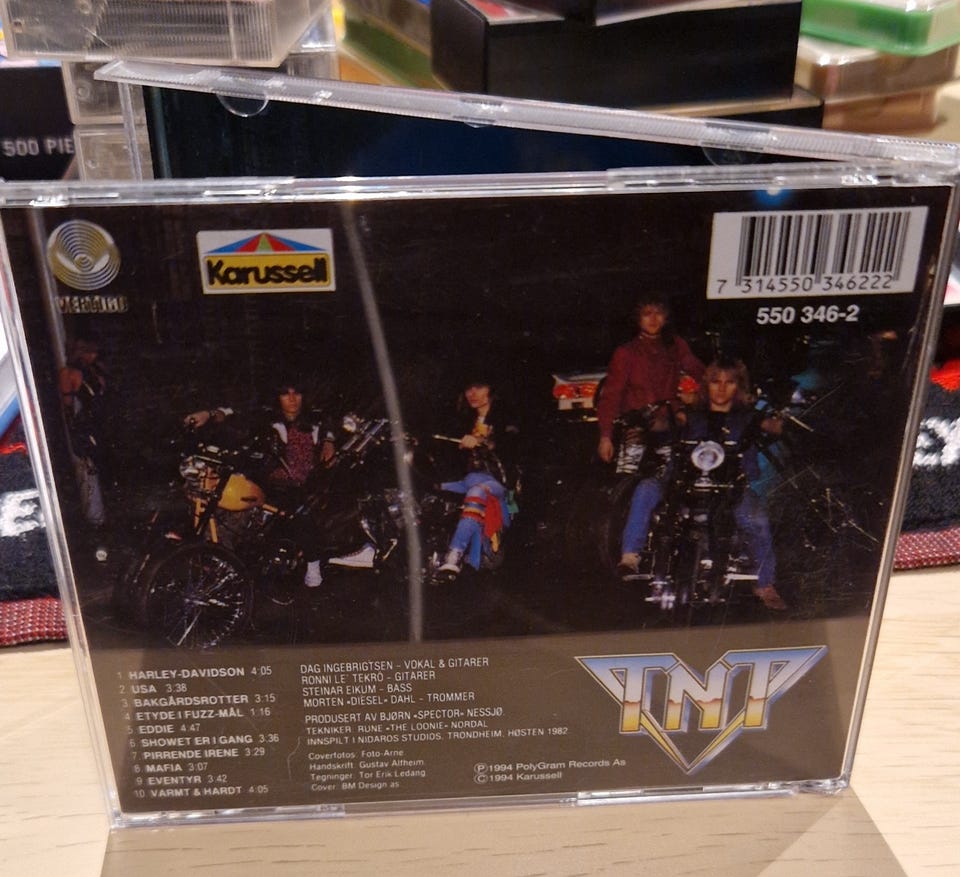 500 PIE
VERTIGO
Karussell
7 314550 346222
550 346-2
E
EY
1 HARLEY-DAVIDSON 4:05
2 USA 3.38
3. BAKGÅRDSROTTER 3:15
4 ETYDE I FUZZ-MÅL 1:16
5 EDDIE 4.47
6 SHOWET ER I GANG 3.36
7 PIRRENDE IRENE 3:29
8 MAFIA 3:07
9 EVENTYR 3.42
10 VARMT & HARDT 4:05
DAG INGEBRIGTSEN - VOKAL & GITARER
RONNI LE' TEKRÖ - GITARER
STEINAR EIKUM - BASS
MORTEN «DIESEL» DAHL - TROMMER
PRODUSERT AV BJØRN «SPECTOR» NESSJØ.
TEKNIKER: RUNE «THE LOONIE» NORDAL
INNSPILT I NIDAROS STUDIOS, TRONDHEIM, HØSTEN 1982
Coverfotos: Foto-Arne
Handskrift: Gustav Alfheim
Tegninger: Tor Erik Ledang
Cover: BM Design as
℗1994 PolyGram Records As
©1994 Karussell
TNT